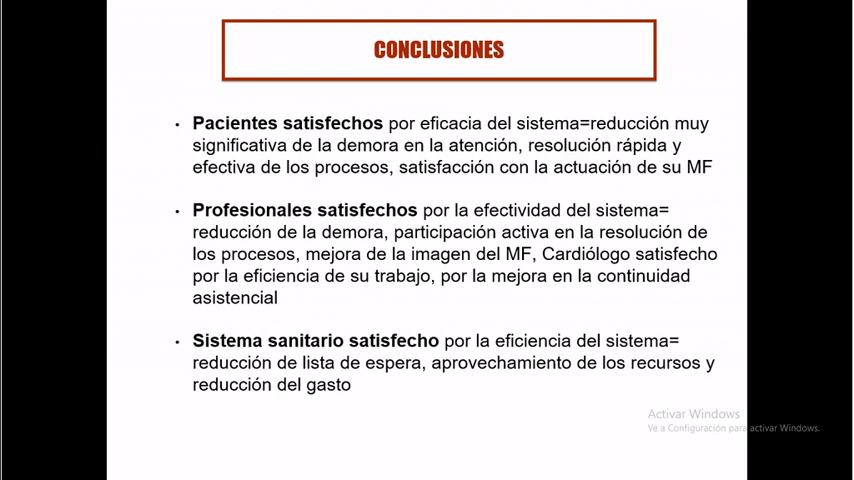 CONCLUSIONES
• Pacientes satisfechos por eficacia del sistema=reducción muy
significativa de la demora en la atención, resolución rápida y
efectiva de los procesos, satisfacción con la actuación de su MF
• Profesionales satisfechos por la efectividad del sistema=
reducción de la demora, participación activa en la resolución de
los procesos, mejora de la imagen del MF, Cardiólogo satisfecho
por la eficiencia de su trabajo, por la mejora en la continuidad
asistencial
• Sistema sanitario satisfecho por la eficiencia del sistema=
reducción de lista de espera, aprovechamiento de los recursos y
reducción del gasto
Activar Windows
Ve a Configuración para activar Windows.